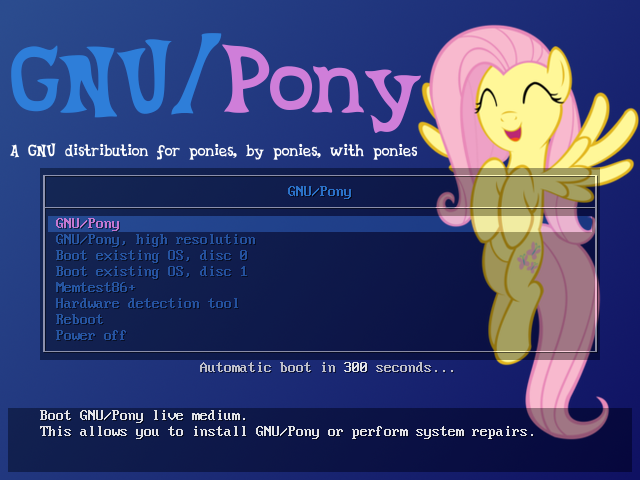 GNU/Pony
A GNU distribution for ponies, by ponies, with ponies
GNU/Pony
GNU/Pony
GNU/Pony, high resolution
Boot existing OS, disc 0
Boot existing OS, disc 1
Memtest86+
Hardware detection tool
Reboot
Power off
Automatic boot in 300 seconds...
Boot GNU/Pony live medium.
This allows you to install GNU/Pony or perform system repairs.